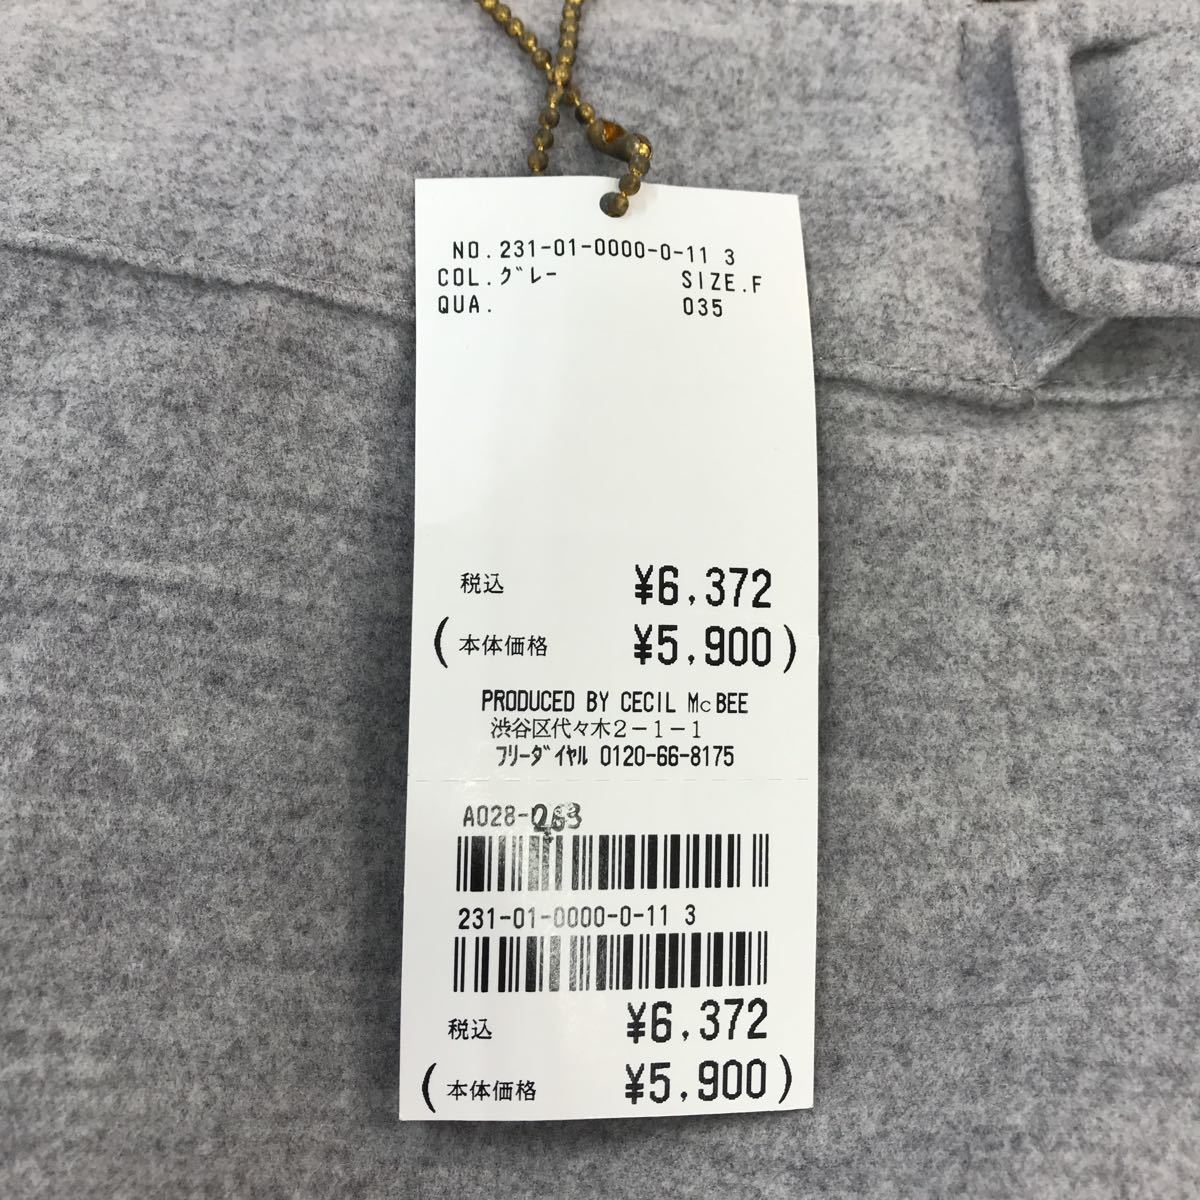 NO.231-01-0000-0-11 3
COL.グレー SIZE.F
QUA. 035
税込 ¥6,372
(本体価格 ¥5,900)
PRODUCED BY CECIL McBEE
渋谷区代々木2-1-1
フリーダイヤル 0120-66-8175
A028-
231-01-0000-0-11 3
税込 ¥6,372
(本体価格 ¥5,900)